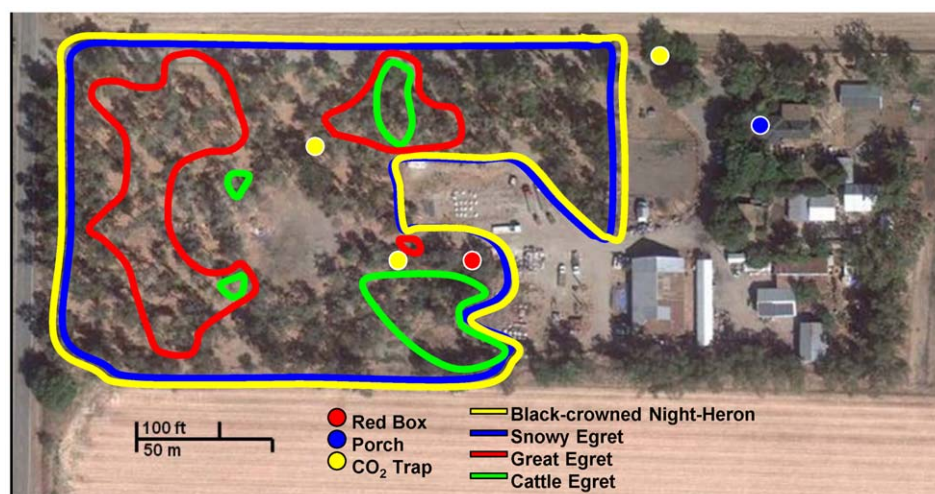 100 ft
50 m
Red Box
Porch
CO₂ Trap
Black-crowned Night-Heron
Snowy Egret
Great Egret
Cattle Egret